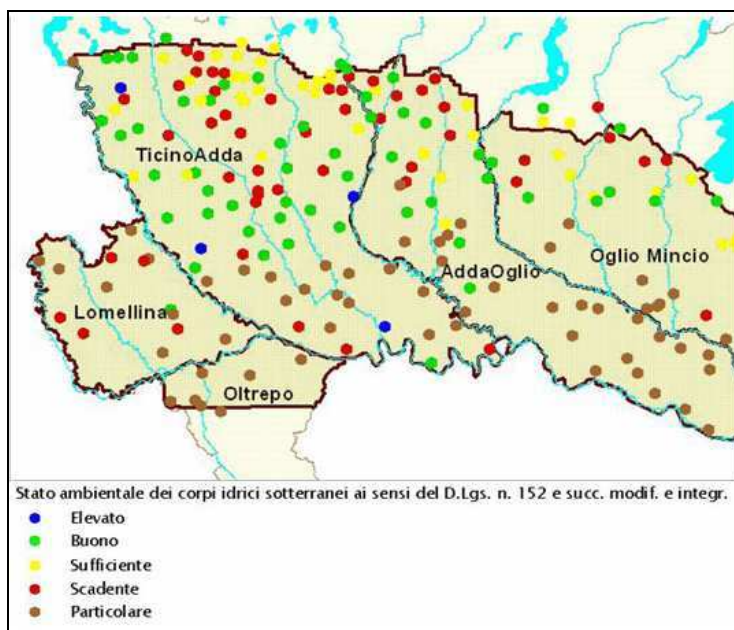 TicinoAdda
Oglio Mincio
AddaOglio
Lomellina
Oltrepo
Stato ambientale dei corpi idrici sotterranei ai sensi del D.Lgs. n. 152 e succ. modif. e integr.
Elevato
Buono
Sufficiente
Scadente
Particolare